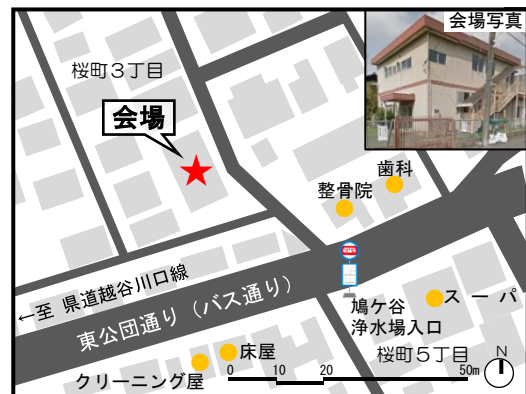 会場写真
桜町３丁目
会場
歯科
整骨院
←至 県道越谷川口線
東公団通り（バス通り）
鳩ケ谷
浄水場入口
スーパ
桜町５丁目
床屋
クリーニング屋
0 10 20 50m
N